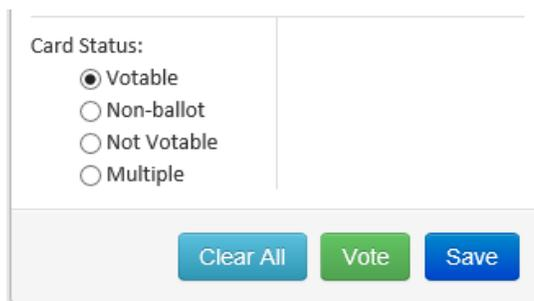 Card Status:
Votable
Non-ballot
Not Votable
Multiple
Clear All Vote Save